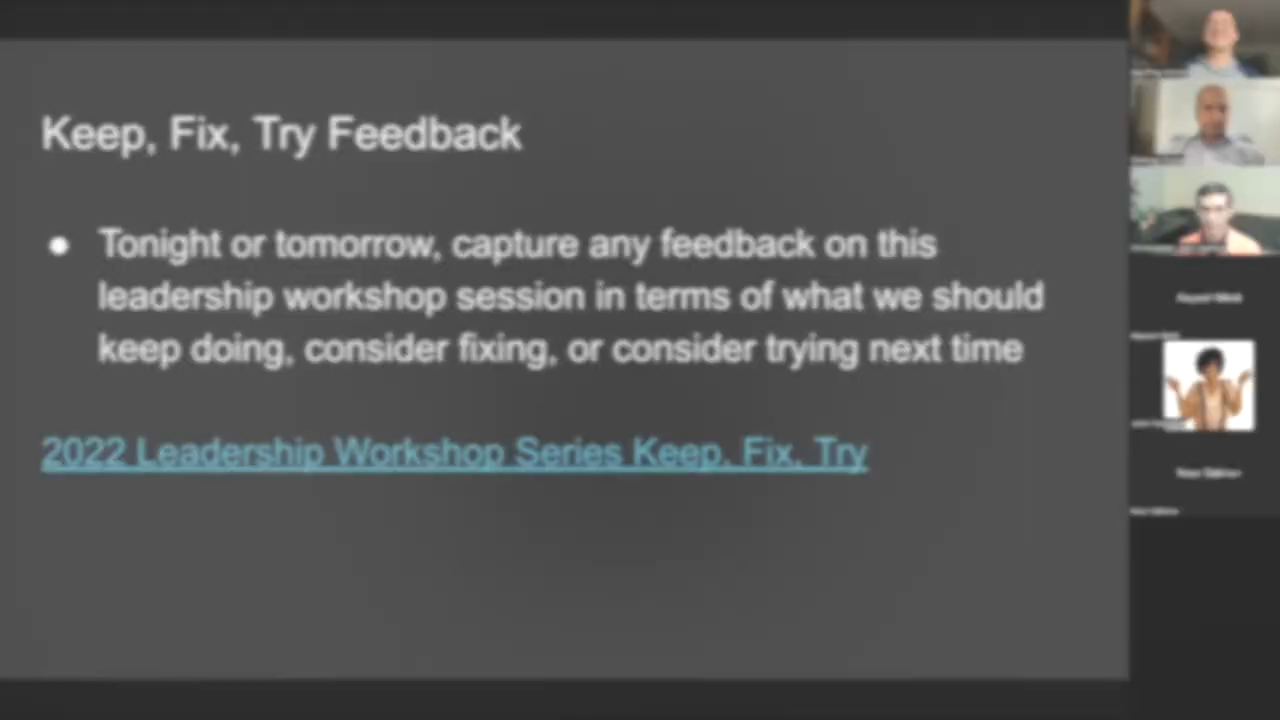 Keep, Fix, Try Feedback
● Tonight or tomorrow, capture any feedback on this
leadership workshop session in terms of what we should
keep doing, consider fixing, or consider trying next time
2022 Leadership Workshop Series Keep, Fix, Try